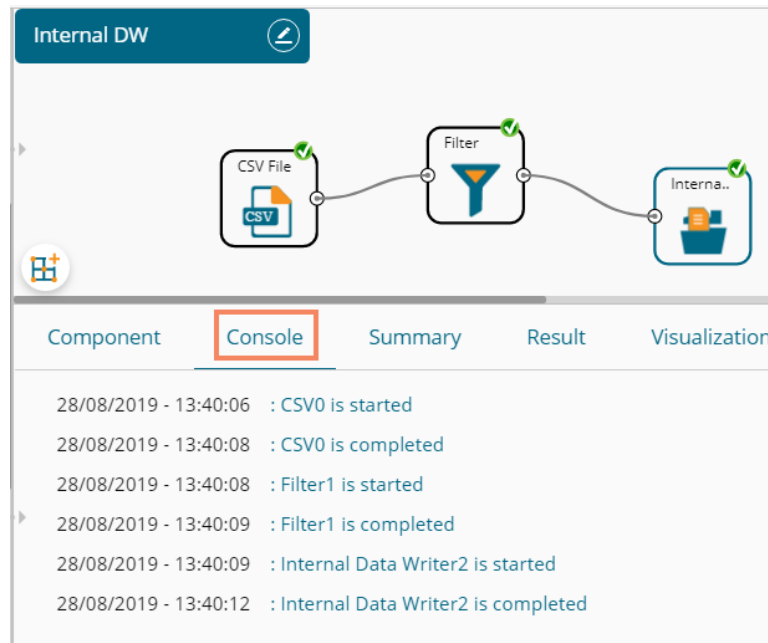 Internal DW
Filter
CSV File
Interna..
CSV
Component Console Summary Result Visualization
28/08/2019 - 13:40:06 : CSV0 is started
28/08/2019 - 13:40:08 : CSV0 is completed
28/08/2019 - 13:40:08 : Filter1 is started
28/08/2019 - 13:40:09 : Filter1 is completed
28/08/2019 - 13:40:09 : Internal Data Writer2 is started
28/08/2019 - 13:40:12 : Internal Data Writer2 is completed